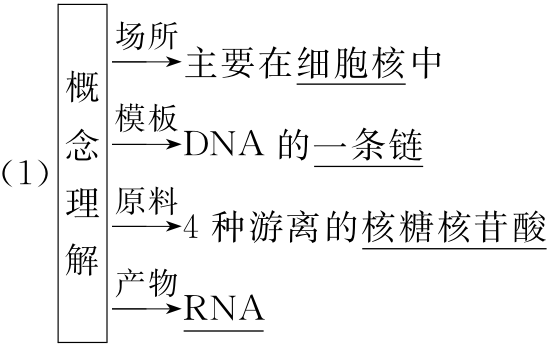 (1)
概念理解
场所
主要在细胞核中
模板
DNA 的一条链
原料
4 种游离的核糖核苷酸
产物
RNA